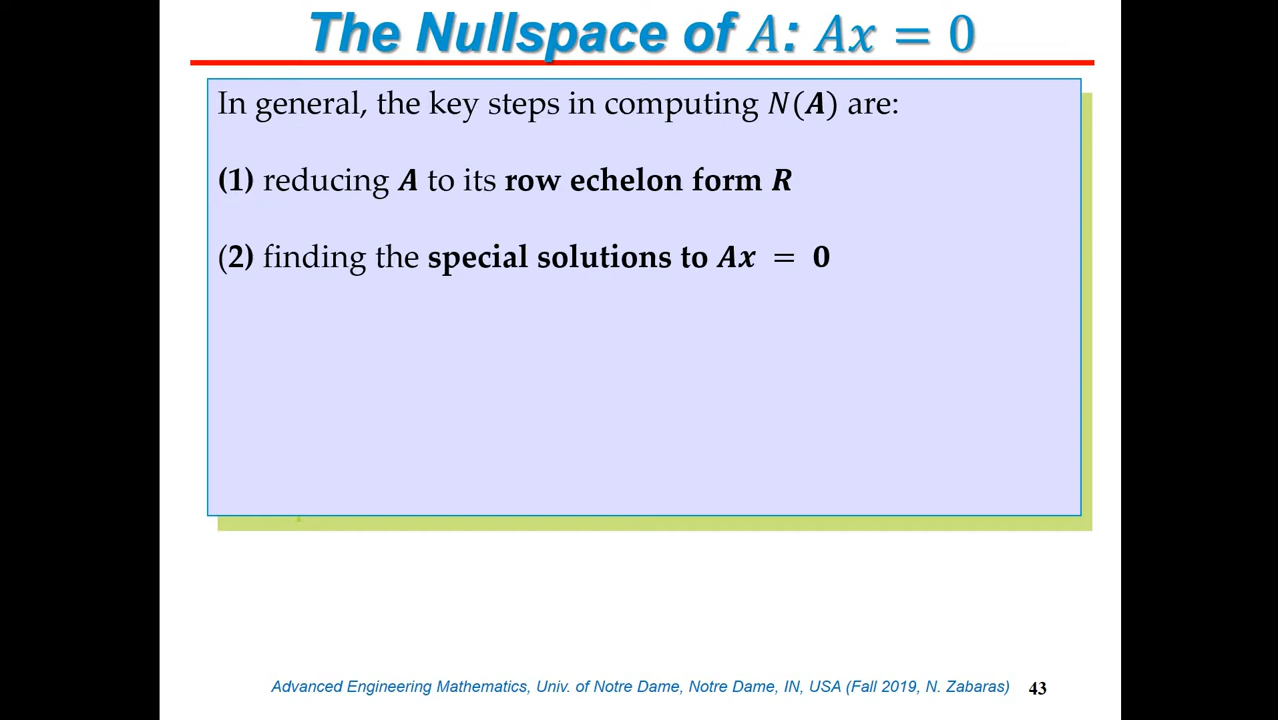 The Nullspace of A: Ax = 0
In general, the key steps in computing N(A) are:
(1) reducing A to its row echelon form R
(2) finding the special solutions to Ax = 0
Advanced Engineering Mathematics, Univ. of Notre Dame, Notre Dame, IN, USA (Fall 2019, N. Zabaras) 43